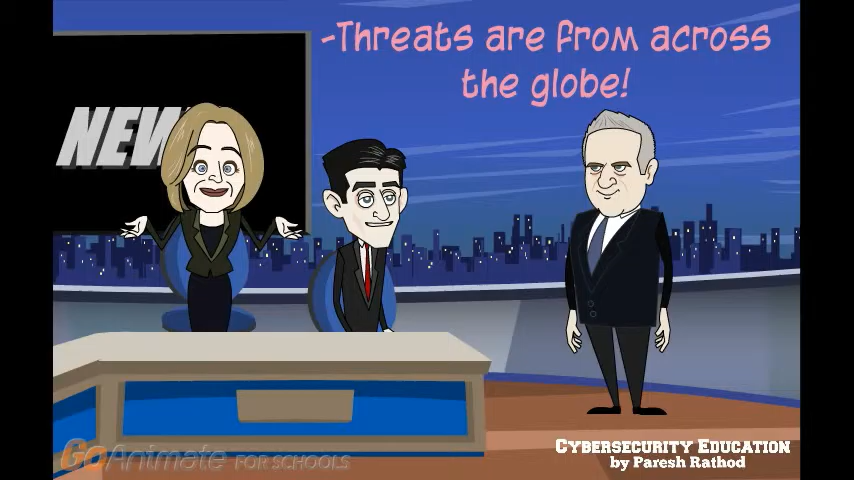 -Threats are from across
the globe!
NEW
CYBERSECURITY EDUCATION
by Paresh Rathod
GoAnimate FOR SCHOOLS